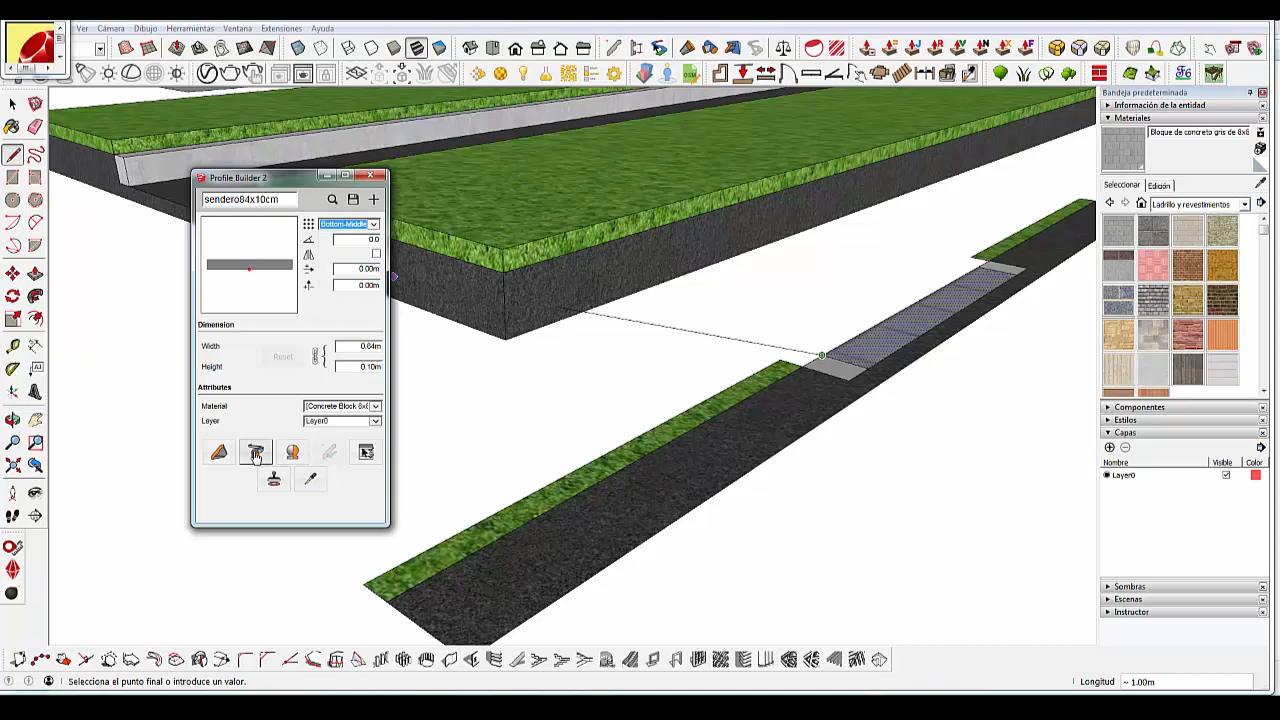 Ver Cámara Dibujo Herramientas Ventana Extensiones Ayuda
Bandeja predeterminada
Información de la entidad
Materiales
Bloque de concreto gris de 8x8
Seleccionar Edición
Ladrillo y revestimientos
Profile Builder 2
sendero64x10cm
Bottom-Middle
0.0
0.00m
0.00m
Dimension
Width 0.64m
Reset
Height 0.10m
Attributes
Material [Concrete Block 8x8
Layer Layer0
Components
Estilos
Capas
Nombre Visible Color
Layer0
Sombras
Escenas
Instructor
Selecciona el punto final o introduce un valor.
Longitud ~ 1.00m